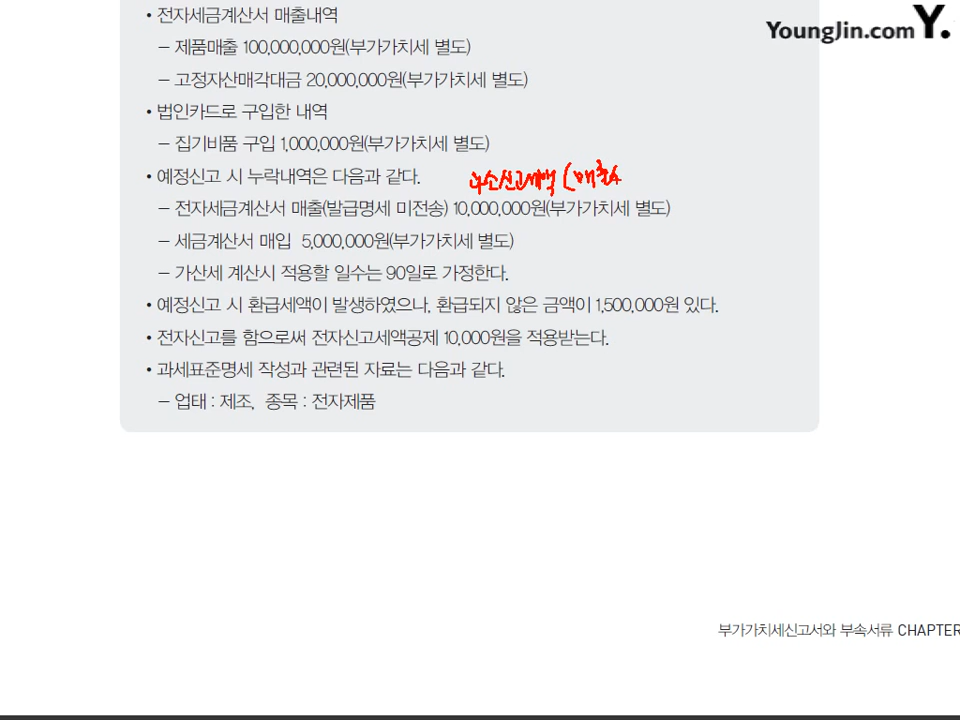 • 전자세금계산서 매출내역
YoungJin.com Y.
– 제품매출 100,000,000원(부가가치세 별도)
– 고정자산매각대금 20,000,000원(부가가치세 별도)
• 법인카드로 구입한 내역
– 집기비품 구입 1,000,000원(부가가치세 별도)
• 예정신고 시 누락내역은 다음과 같다. 과소신고세액 (매출
– 전자세금계산서 매출(발급명세 미전송) 10,000,000원(부가가치세 별도)
– 세금계산서 매입 5,000,000원(부가가치세 별도)
– 가산세 계산시 적용할 일수는 90일로 가정한다.
• 예정신고 시 환급세액이 발생하였으나, 환급되지 않은 금액이 1,500,000원 있다.
• 전자신고를 함으로써 전자신고세액공제 10,000원을 적용받는다.
• 과세표준명세 작성과 관련된 자료는 다음과 같다.
– 업태 : 제조, 종목 : 전자제품
부가가치세신고서와 부속서류 CHAPTER